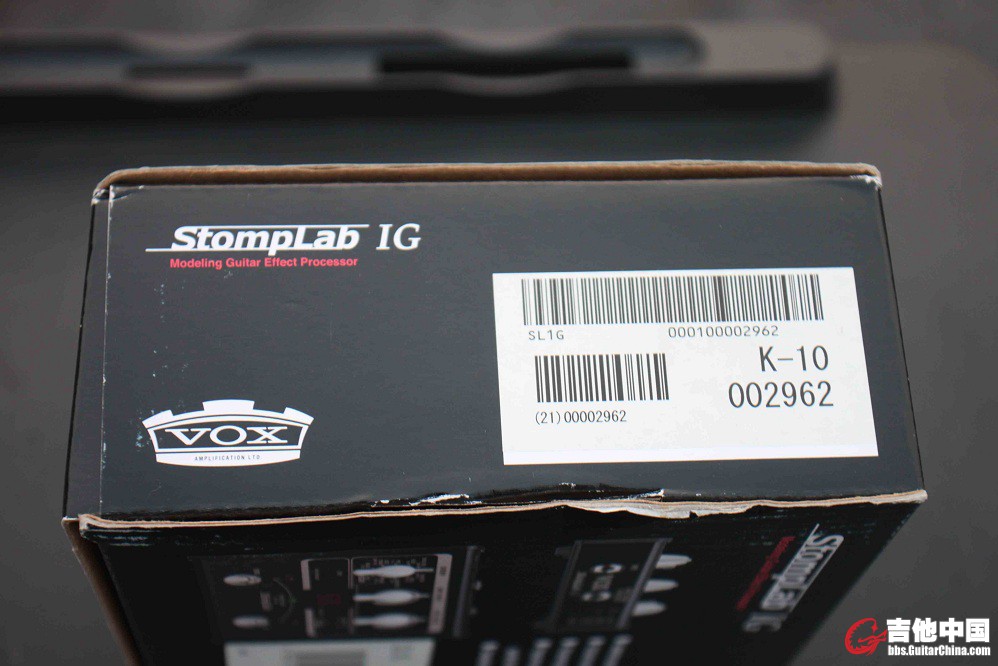 StompLab IG
Modeling Guitar Effect Processor
SL1G 000100002962
K-10
(21)00002962 002962
VOX
AMPLIFICATION LTD.
StompLab IG
吉他中国
bbs.GuitarChina.com